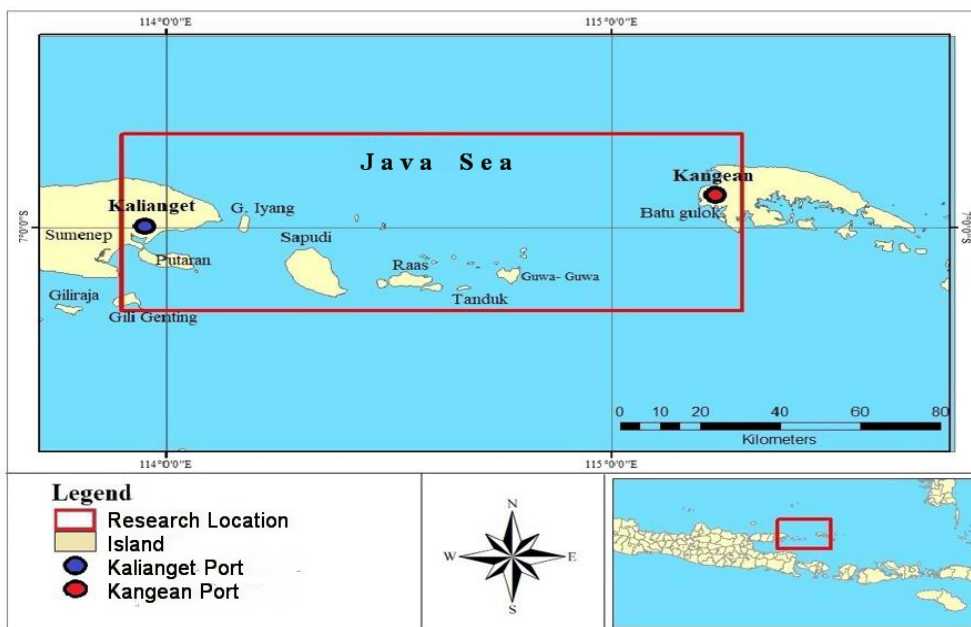 114°0'0"E 115°0'0"E
Java Sea
Kangean
Kalianget
G. Iyang
Batu gulok
7°0'0"S 7°0'0"S
Sumenep
Sapudi
Putaran
Raas
Guwa- Guwa
Giliraja
Tanduk
Gili Genting
0 10 20 40 60 80
Kilometers
114°0'0"E 115°0'0"E
Legend
Research Location
Island
Kalianget Port
Kangean Port
N
W E
S